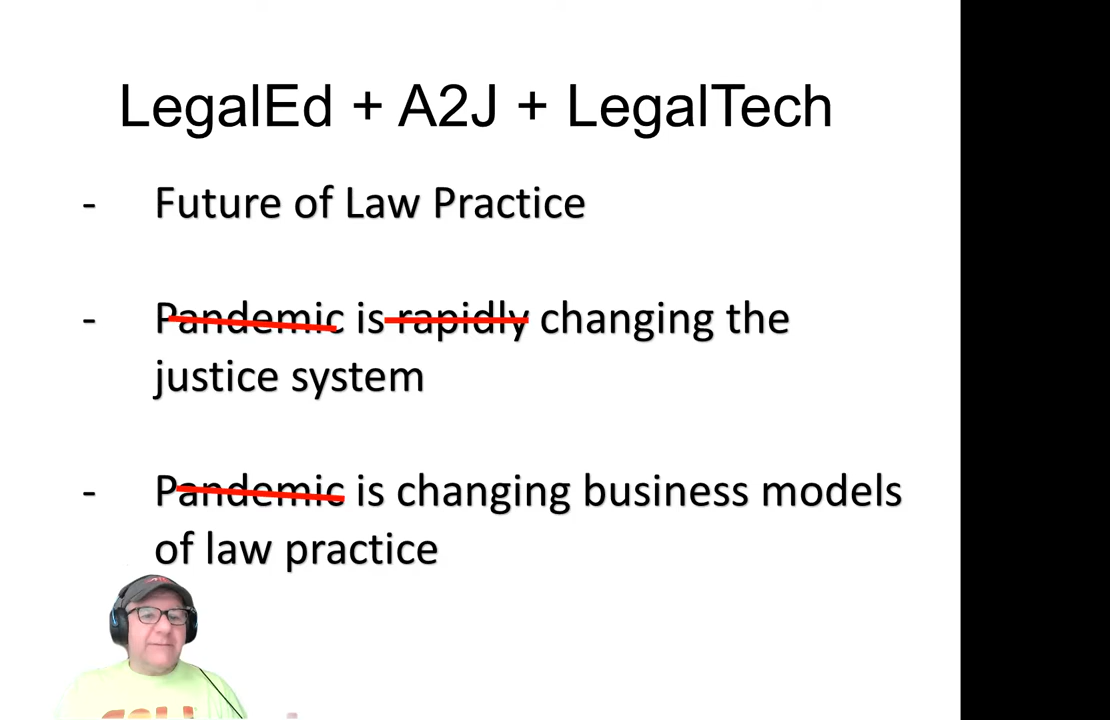 LegalEd + A2J + LegalTech
- Future of Law Practice
- Pandemic is rapidly changing the
justice system
- Pandemic is changing business models
of law practice